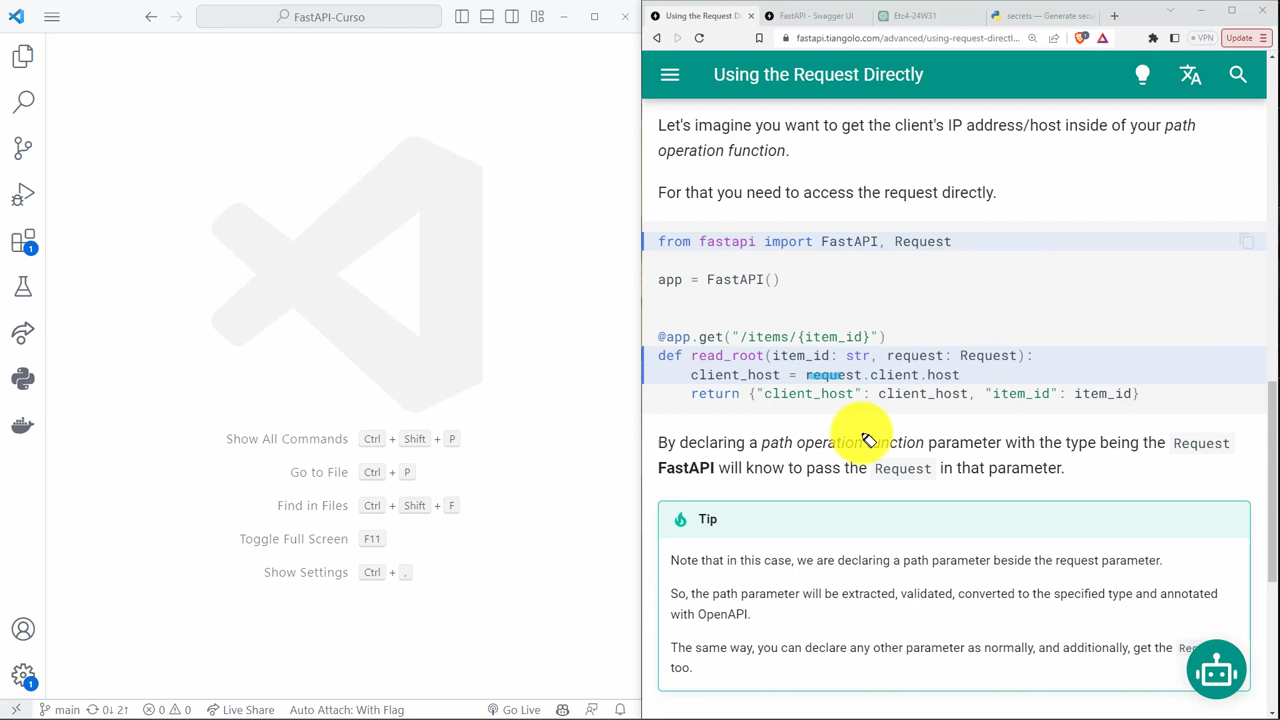 FastAPI-Curso
Show All Commands Ctrl + Shift + P
Go to File Ctrl + P
Find in Files Ctrl + Shift + F
Toggle Full Screen F11
Show Settings Ctrl + ,
1
1
main 0↓ 2↑ 0 0 Live Share Auto Attach: With Flag Go Live
Using the Request D
FastAPI - Swagger UI
Etc4-24W31
secrets — Generate secu
fastapi.tiangolo.com/advanced/using-request-directl...
VPN
Update
Using the Request Directly
Let's imagine you want to get the client's IP address/host inside of your path
operation function.
For that you need to access the request directly.
from fastapi import FastAPI, Request
app = FastAPI()
@app.get("/items/{item_id}")
def read_root(item_id: str, request: Request):
client_host = request.client.host
return {"client_host": client_host, "item_id": item_id}
By declaring a path operation function parameter with the type being the Request
FastAPI will know to pass the Request in that parameter.
Tip
Note that in this case, we are declaring a path parameter beside the request parameter.
So, the path parameter will be extracted, validated, converted to the specified type and annotated
with OpenAPI.
The same way, you can declare any other parameter as normally, and additionally, get the
too.